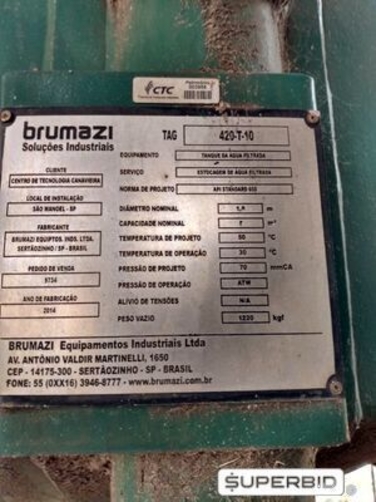 CTC
brumazi
Soluções Industriais
TAG 420-T-10
EQUIPAMENTO TANQUE DA AGUA FILTRADA
SERVIÇO ESTOCAGEM DE AGUA FILTRADA
NORMA DE PROJETO API STANDARD 650
CLIENTE
CENTRO DE TECNOLOGIA CANAVIEIRA
LOCAL DE INSTALAÇÃO
SÃO MANOEL - SP
FABRICANTE
BRUMAZI EQUIPTOS. INDS. LTDA.
SERTÃOZINHO / SP - BRASIL
PEDIDO DE VENDA
9734
ANO DE FABRICAÇÃO
2014
DIÂMETRO NOMINAL m
CAPACIDADE NOMINAL 7 m³
TEMPERATURA DE PROJETO 50 °C
TEMPERATURA DE OPERAÇÃO 30 °C
PRESSÃO DE PROJETO 70 mmCA
PRESSÃO DE OPERAÇÃO ATM
ALIVIO DE TENSÕES N/A
PESO VAZIO 1220 kgf
BRUMAZI Equipamentos Industriais Ltda
AV. ANTÔNIO VALDIR MARTINELLI, 1650
CEP - 14175-300 - SERTÃOZINHO - SP - BRASIL
FONE: 55 (0XX16) 3946-8777 - www.brumazi.com.br
SUPERBID